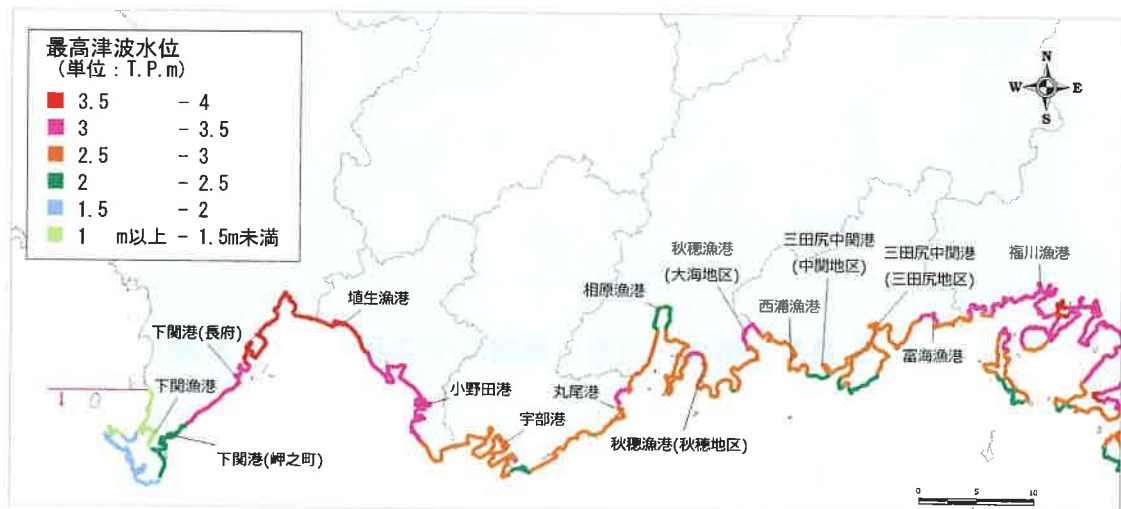 最高津波水位
(単位:T.P.m)
3.5 - 4
3 - 3.5
2.5 - 3
2 - 2.5
1.5 - 2
1 m以上 - 1.5m未満
N
W E
S
福川漁港
三田尻中関港
(三田尻地区)
三田尻中関港
(中関地区)
秋穂漁港
(大海地区)
西浦漁港
相原漁港
埴生漁港
下関港(長府)
富海漁港
下関漁港
小野田港
丸尾港
宇部港
秋穂漁港(秋穂地区)
下関港(岬之町)
0 5 10